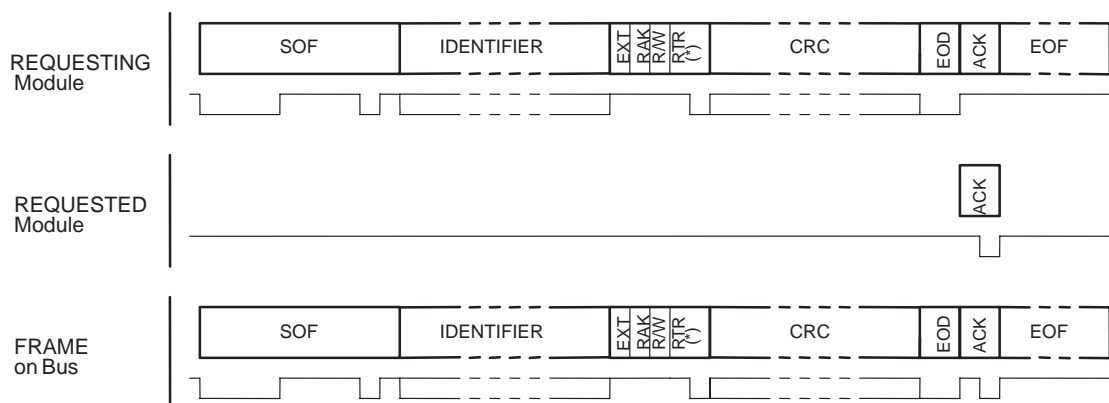 REQUESTING
Module
SOF
IDENTIFIER
EXT
RAK
R/W
RTR
(*)
CRC
EOD
ACK
EOF
REQUESTED
Module
ACK
FRAME
on Bus
SOF
IDENTIFIER
EXT
RAK
R/W
RTR
(*)
CRC
EOD
ACK
EOF